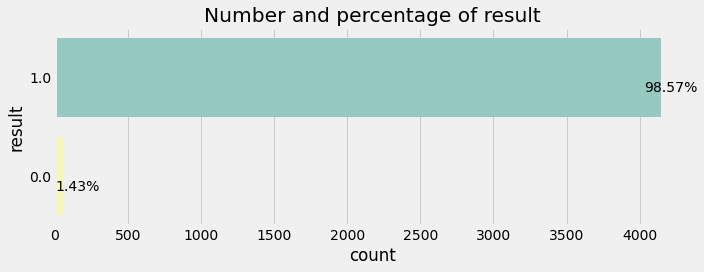 Number and percentage of result
1.0
98.57%
result
0.0
1.43%
0 500 1000 1500 2000 2500 3000 3500 4000
count